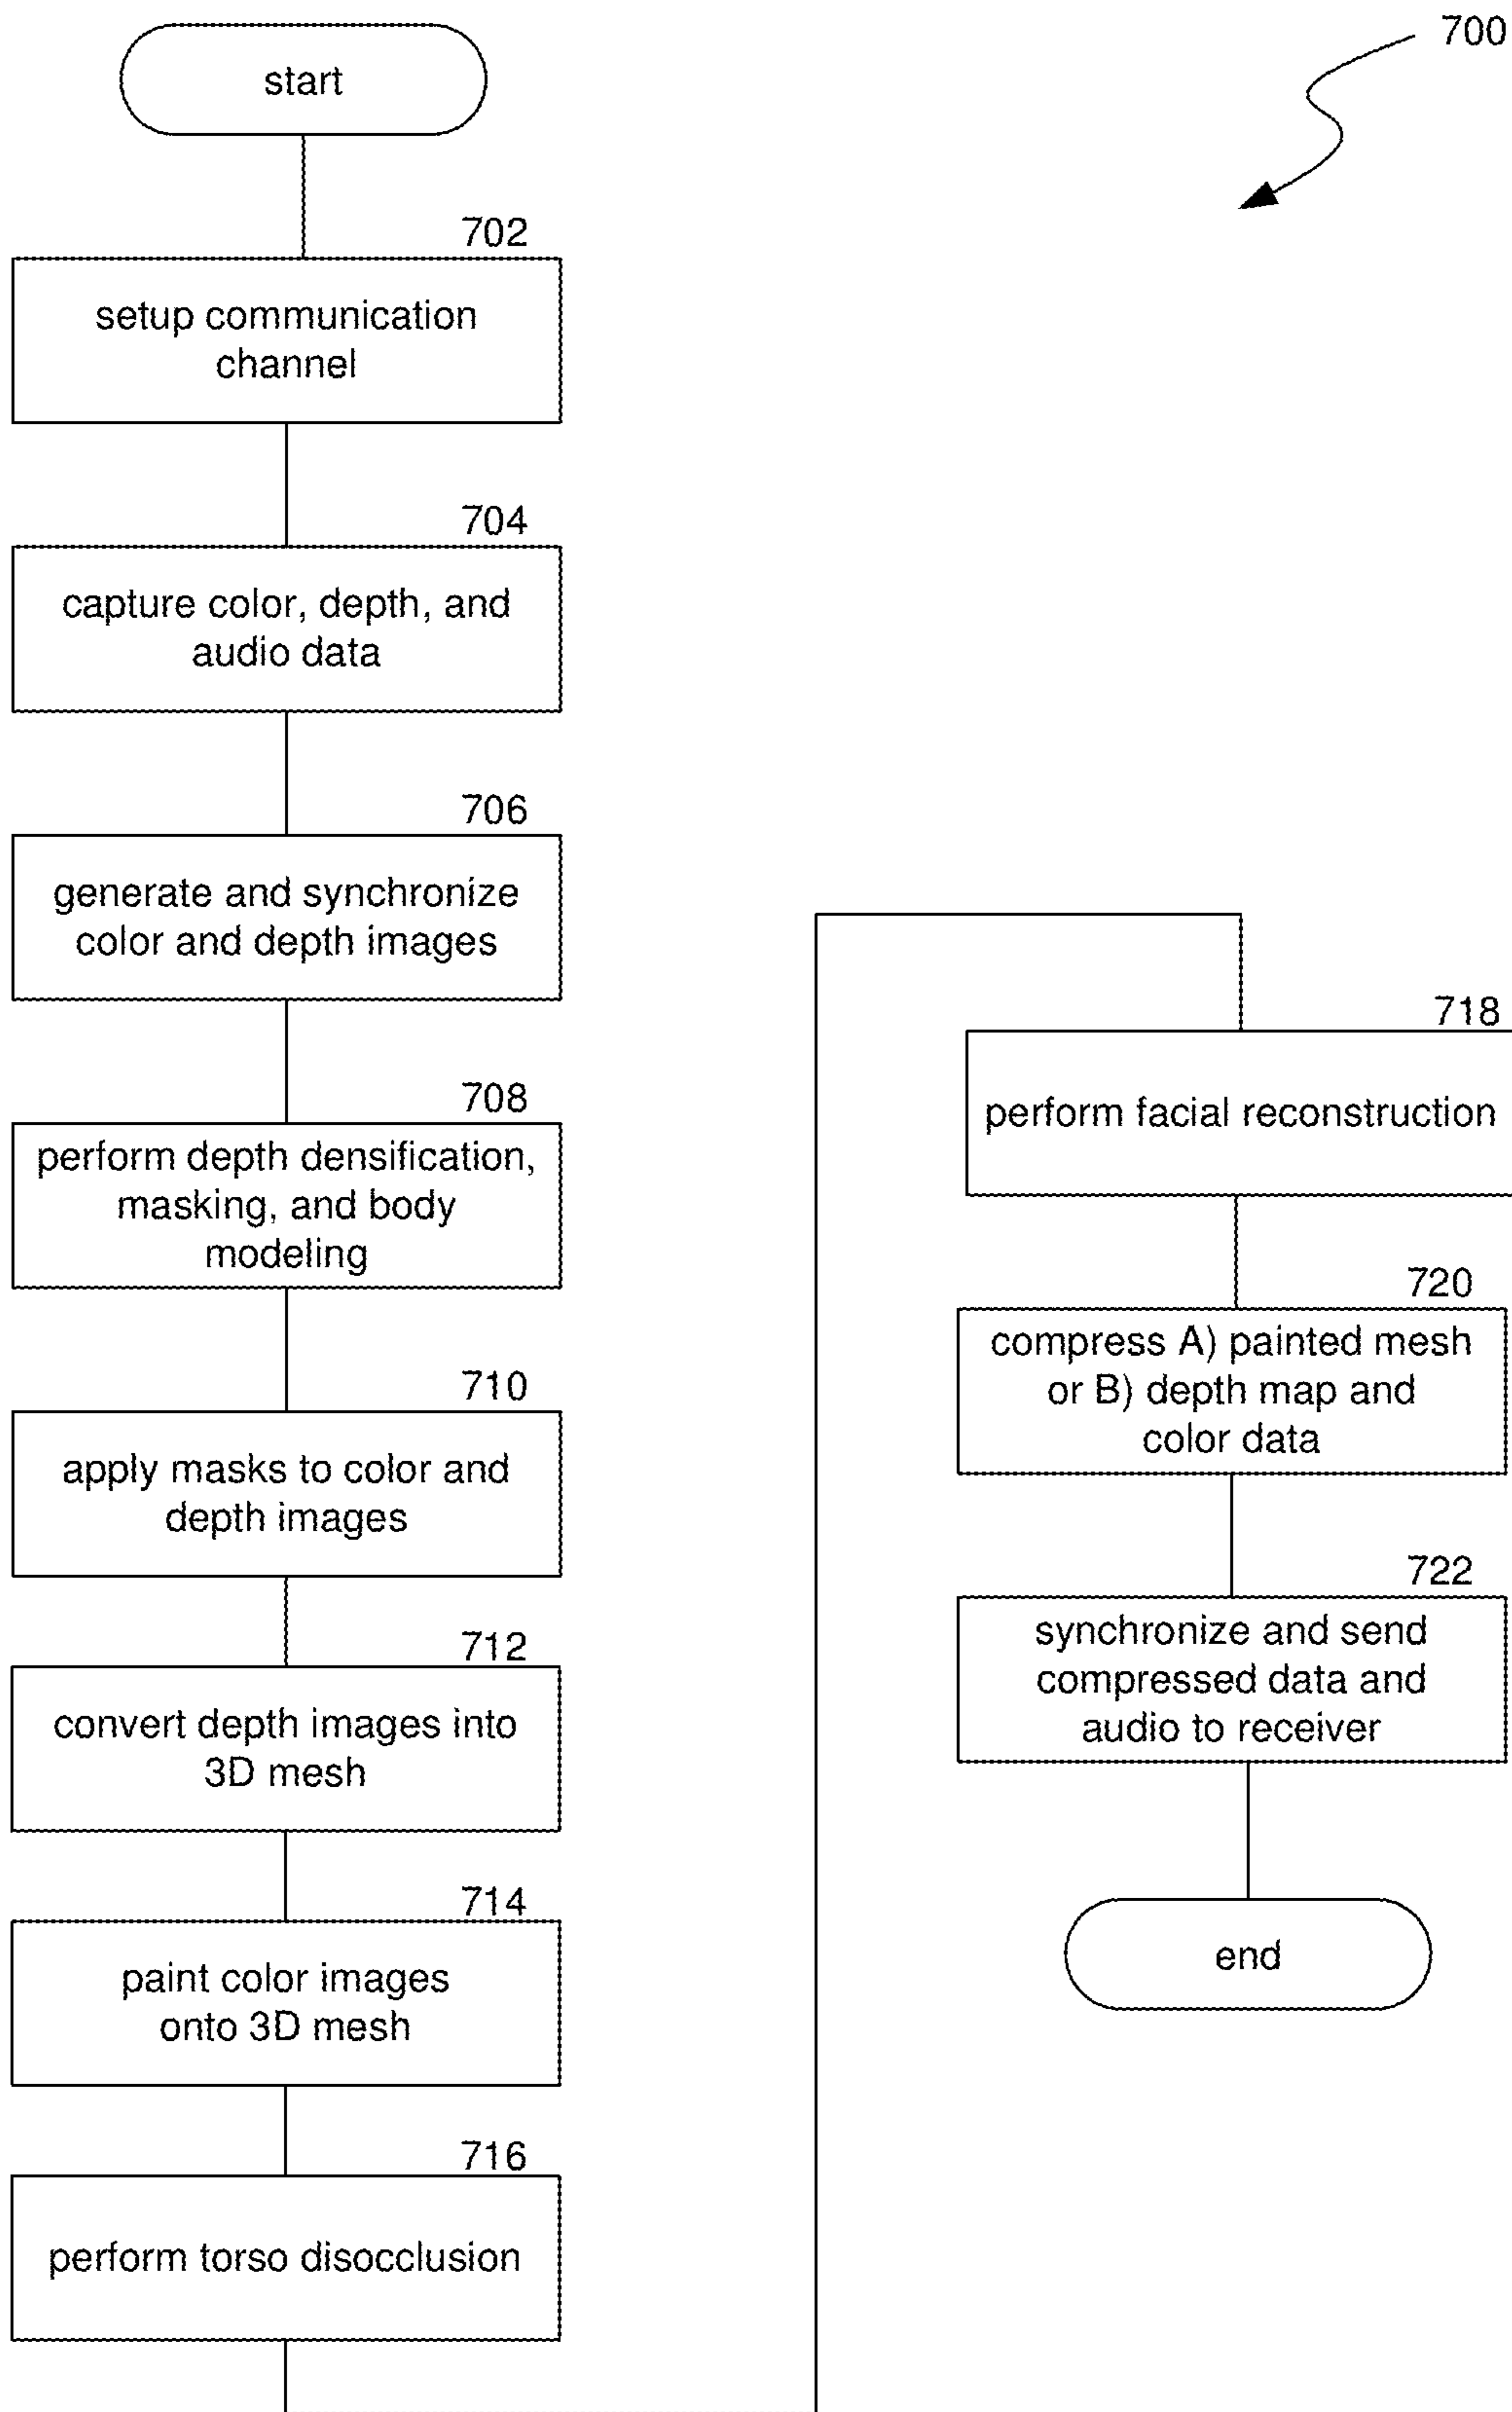 700
start
702
setup communication
channel
704
capture color, depth, and
audio data
706
generate and synchronize
color and depth images
708
perform depth densification,
masking, and body
modeling
710
apply masks to color and
depth images
712
convert depth images into
3D mesh
714
paint color images
onto 3D mesh
716
perform torso disocclusion
718
perform facial reconstruction
720
compress A) painted mesh
or B) depth map and
color data
722
synchronize and send
compressed data and
audio to receiver
end